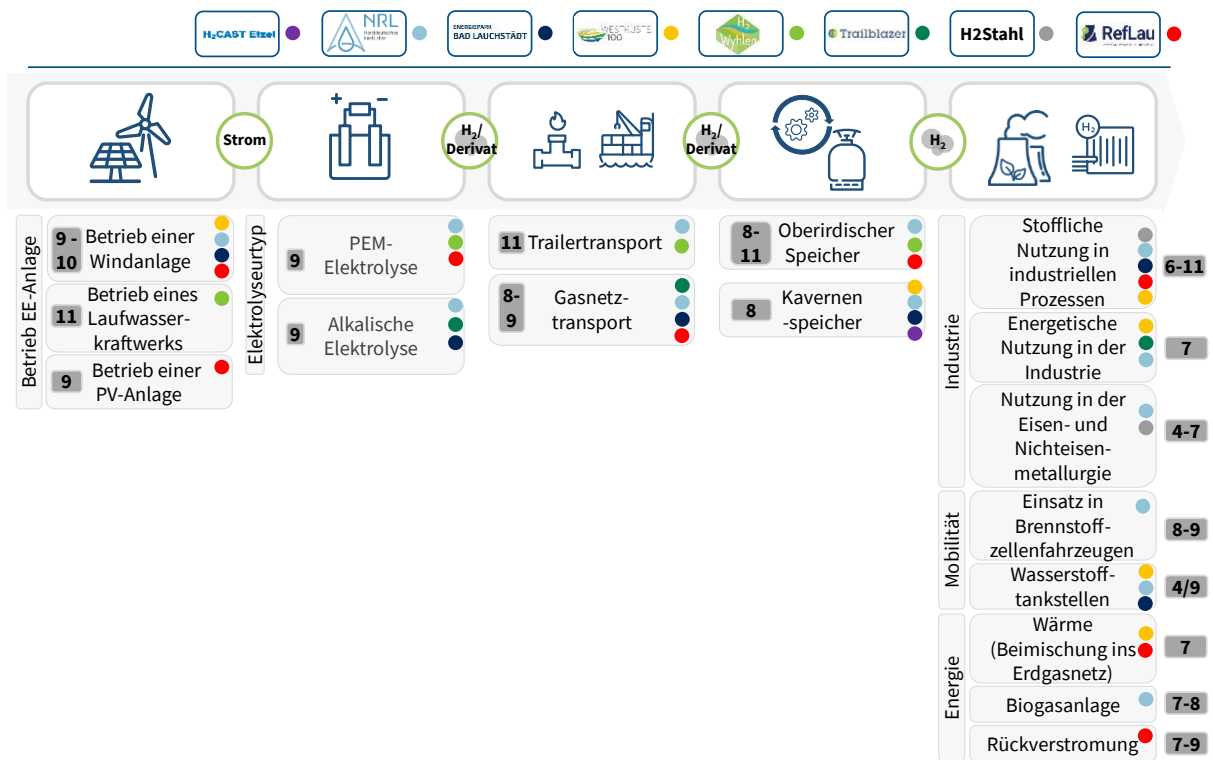 H₂CAST Etzel
NRL
Norddeutsches
Reallabor
ENERGIEPARK
BAD LAUCHSTÄDT
WESTKÜSTE
100
H₂
Wyhlen
Trailblazer
H2Stahl
RefLau
+ −
Strom
H₂/
Derivat
H₂/
Derivat
H₂
H₂
Betrieb EE-Anlage
9 -
10
Betrieb einer
Windanlage
11
Betrieb eines
Laufwasser-
kraftwerks
9
Betrieb einer
PV-Anlage
Elektrolyseurtyp
9
PEM-
Elektrolyse
9
Alkalische
Elektrolyse
11 Trailertransport
8-
9
Gasnetz-
transport
8-
11
Oberirdischer
Speicher
8
Kavernen
-speicher
Industrie
Stoffliche
Nutzung in
industriellen
Prozessen
6-11
Energetische
Nutzung in der
Industrie
7
Nutzung in der
Eisen- und
Nichteisen-
metallurgie
4-7
Mobilität
Einsatz in
Brennstoff-
zellenfahrzeugen
8-9
Wasserstoff-
tankstellen
4/9
Energie
Wärme
(Beimischung ins
Erdgasnetz)
7
Biogasanlage
7-8
Rückverstromung
7-9